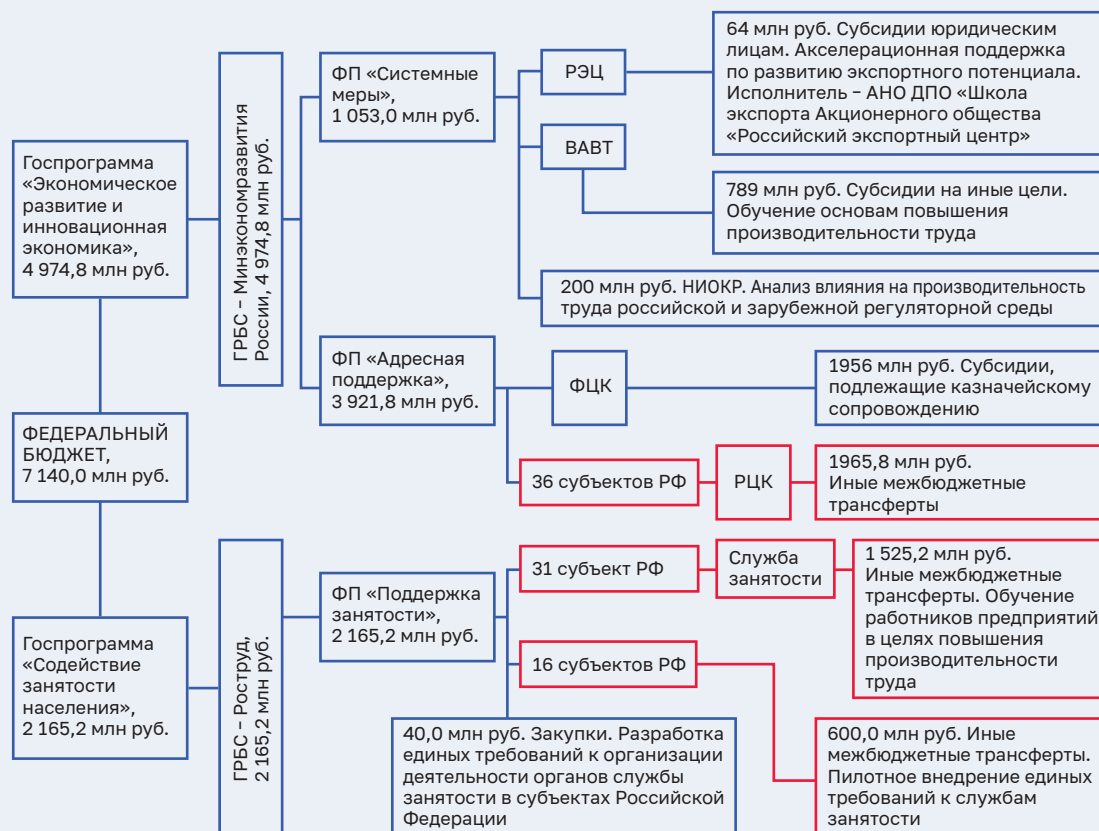 Госпрограмма
«Экономическое
развитие и
инновационная
экономика»,
4 974,8 млн руб.
ФЕДЕРАЛЬНЫЙ
БЮДЖЕТ,
7 140,0 млн руб.
Госпрограмма
«Содействие
занятости
населения»,
2 165,2 млн руб.
ГРБС – Минэкономразвития
России, 4 974,8 млн руб.
ФП «Системные
меры»,
1 053,0 млн руб.
РЭЦ
64 млн руб. Субсидии юридическим
лицам. Акселерационная поддержка
по развитию экспортного потенциала.
Исполнитель – АНО ДПО «Школа
экспорта Акционерного общества
«Российский экспортный центр»
ВАВТ
789 млн руб. Субсидии на иные цели.
Обучение основам повышения
производительности труда
200 млн руб. НИОКР. Анализ влияния на производительность
труда российской и зарубежной регуляторной среды
ФП «Адресная
поддержка»,
3 921,8 млн руб.
ФЦК
1956 млн руб. Субсидии,
подлежащие казначейскому
сопровождению
36 субъектов РФ
РЦК
1965,8 млн руб.
Иные межбюджетные
трансферты
ГРБС – Роструд,
2 165,2 млн руб.
ФП «Поддержка
занятости»,
2 165,2 млн руб.
31 субъект РФ
Служба
занятости
1 525,2 млн руб.
Иные межбюджетные
трансферты. Обучение
работников предприятий
в целях повышения
производительности
труда
16 субъектов РФ
600,0 млн руб. Иные
межбюджетные трансферты.
Пилотное внедрение единых
требований к службам
занятости
40,0 млн руб. Закупки. Разработка
единых требований к организации
деятельности органов службы
занятости в субъектах Российской
Федерации